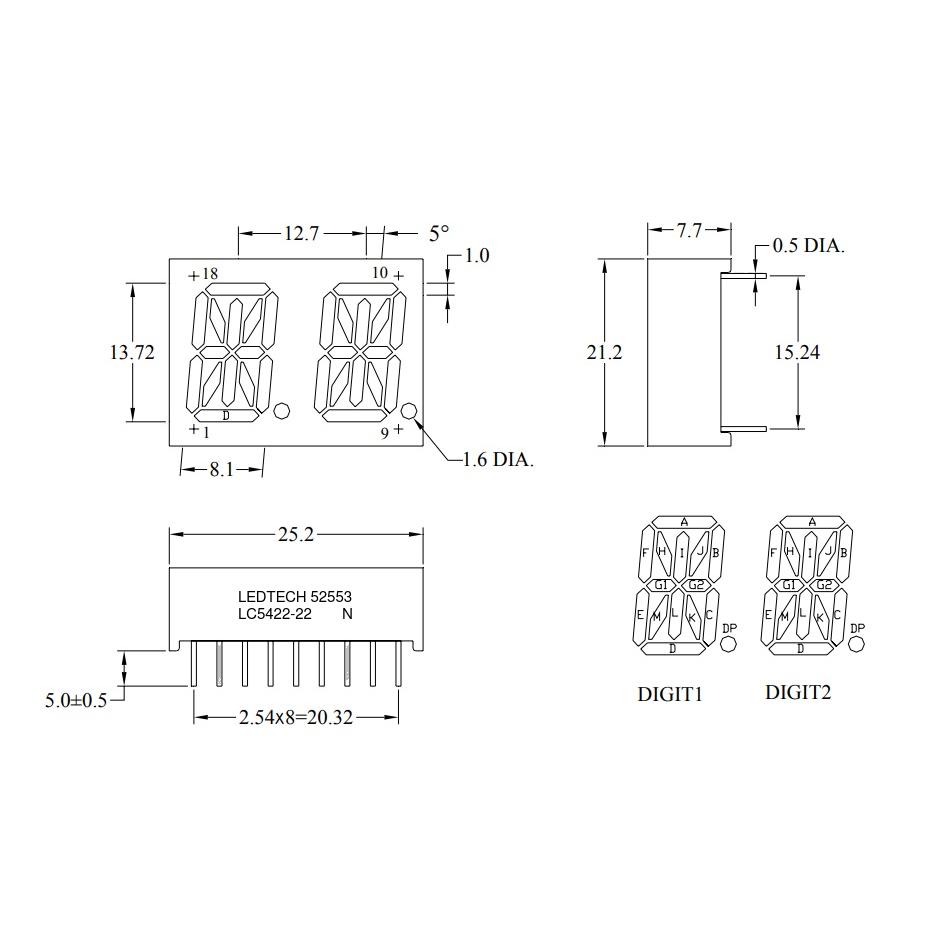 12.7
5°
1.0
18
10
13.72
D
1
9
8.1
1.6 DIA.
7.7
0.5 DIA.
21.2
15.24
25.2
LEDTECH 52553
LC5422-22 N
5.0±0.5
2.54x8=20.32
A
F H I J B
G1 G2
E M L K C
DP
D
DIGIT1
A
F H I J B
G1 G2
E M L K C
DP
D
DIGIT2